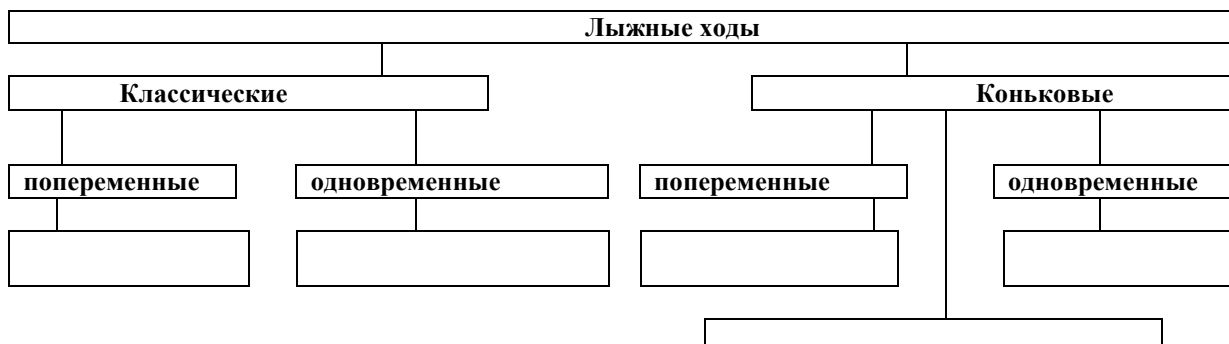 Лыжные ходы
Классические Коньковые
попеременные одновременные попеременные одновременные